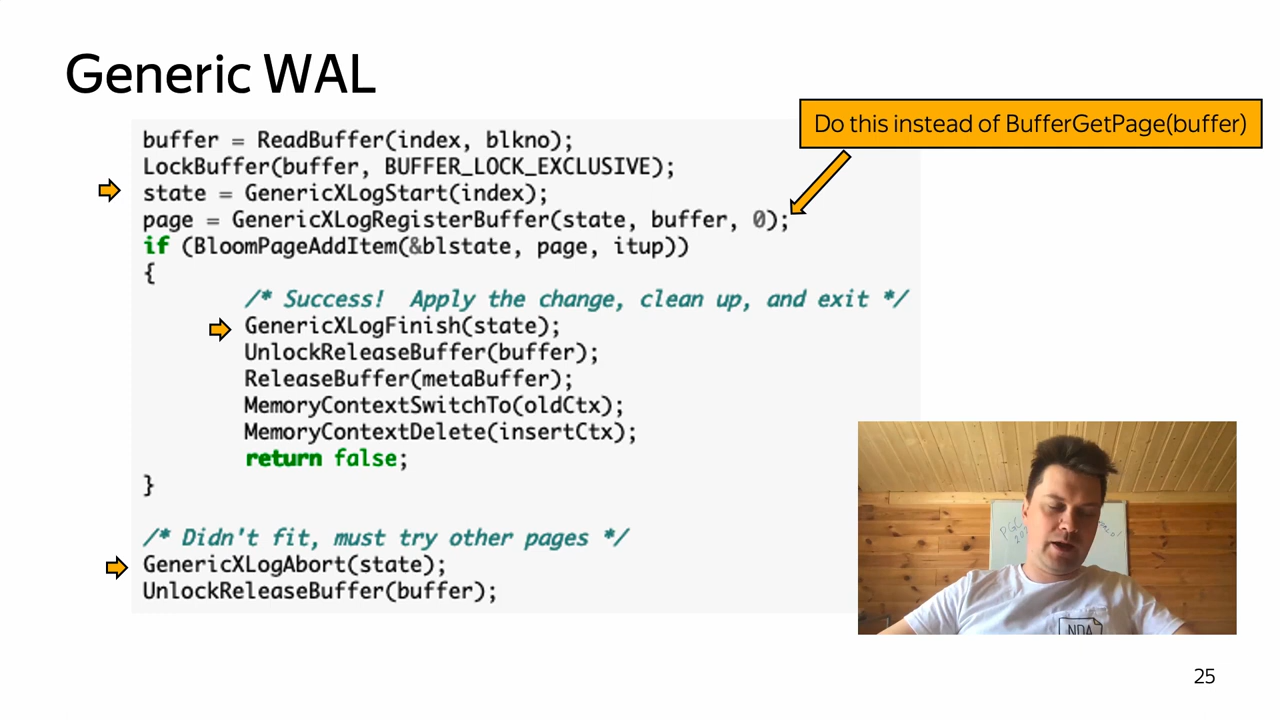 Generic WAL
Do this instead of BufferGetPage(buffer)
buffer = ReadBuffer(index, blkno);
LockBuffer(buffer, BUFFER_LOCK_EXCLUSIVE);
state = GenericXLogStart(index);
page = GenericXLogRegisterBuffer(state, buffer, 0);
if (BloomPageAddItem(&blstate, page, itup))
{
/* Success!  Apply the change, clean up, and exit */
GenericXLogFinish(state);
UnlockReleaseBuffer(buffer);
ReleaseBuffer(metaBuffer);
MemoryContextSwitchTo(oldCtx);
MemoryContextDelete(insertCtx);
return false;
}
/* Didn't fit, must try other pages */
GenericXLogAbort(state);
UnlockReleaseBuffer(buffer);
NDA
25